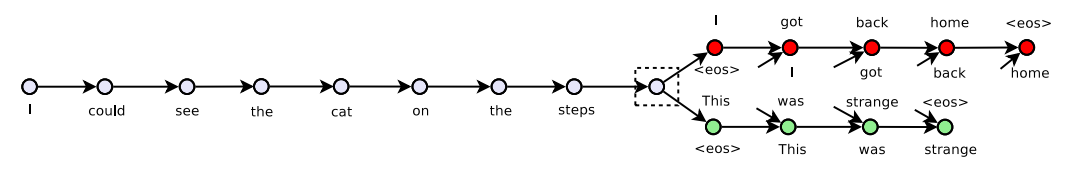 I got back home <eos>
<eos> I got back home
I could see the cat on the steps
This was strange <eos>
<eos> This was strange